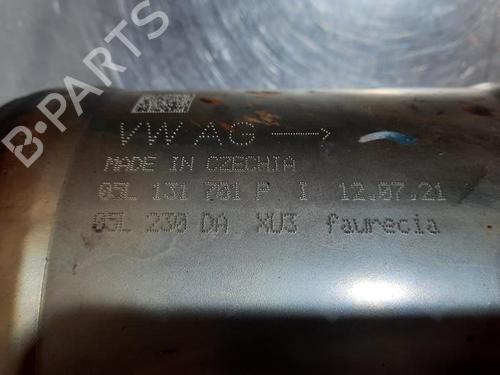 B-PARTS
VW AG →
MADE IN CZECHIA
05L 131 701 P I 12.07.21
05L 230 DA XU3 faurecia